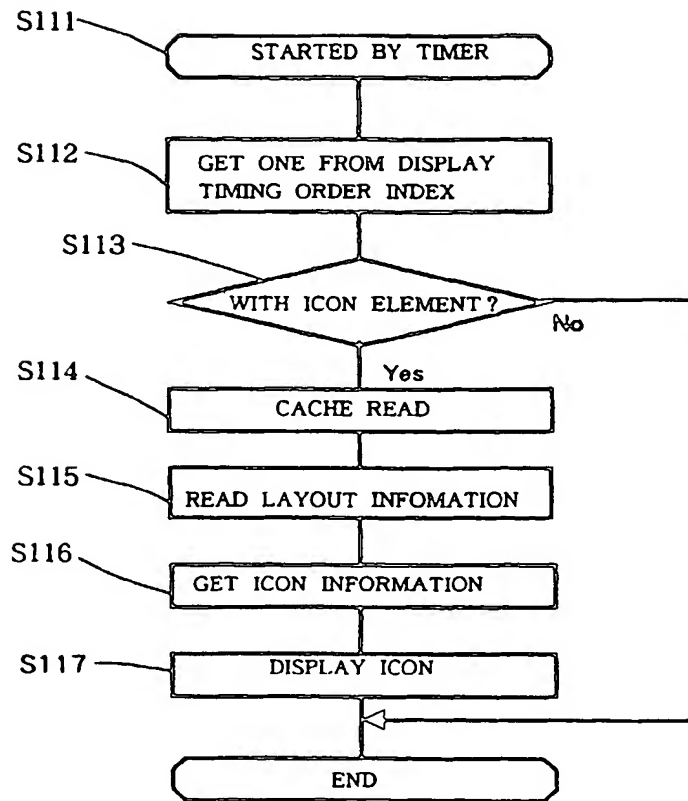 S111
STARTED BY TIMER
S112
GET ONE FROM DISPLAY
TIMING ORDER INDEX
S113
WITH ICON ELEMENT?
No
Yes
S114
CACHE READ
S115
READ LAYOUT INFOMATION
S116
GET ICON INFORMATION
S117
DISPLAY ICON
END